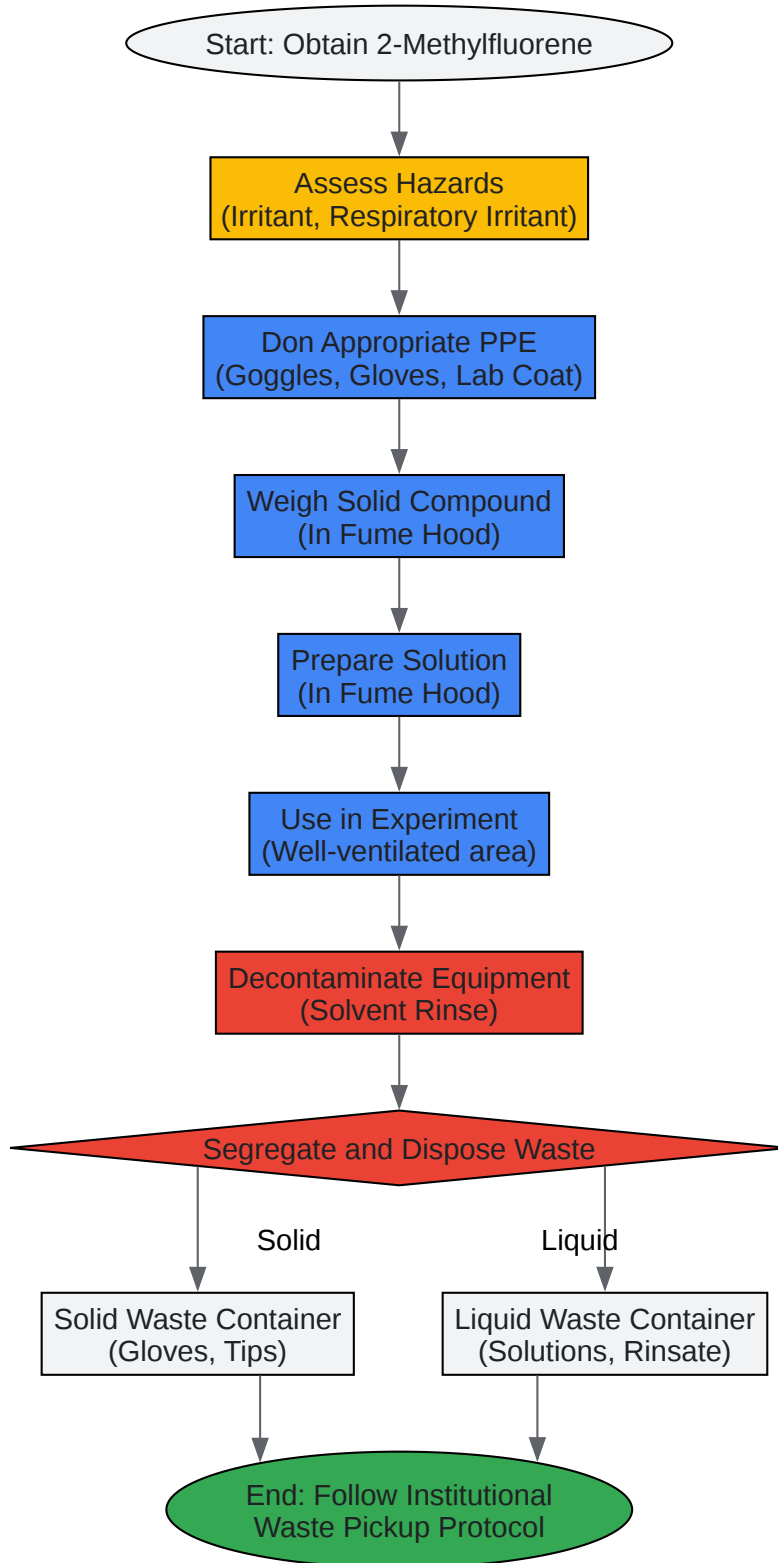 Start: Obtain 2-Methylfluorene
Assess Hazards
(Irritant, Respiratory Irritant)
Don Appropriate PPE
(Goggles, Gloves, Lab Coat)
Weigh Solid Compound
(In Fume Hood)
Prepare Solution
(In Fume Hood)
Use in Experiment
(Well-ventilated area)
Decontaminate Equipment
(Solvent Rinse)
Segregate and Dispose Waste
Solid
Liquid
Solid Waste Container
(Gloves, Tips)
Liquid Waste Container
(Solutions, Rinsate)
End: Follow Institutional
Waste Pickup Protocol